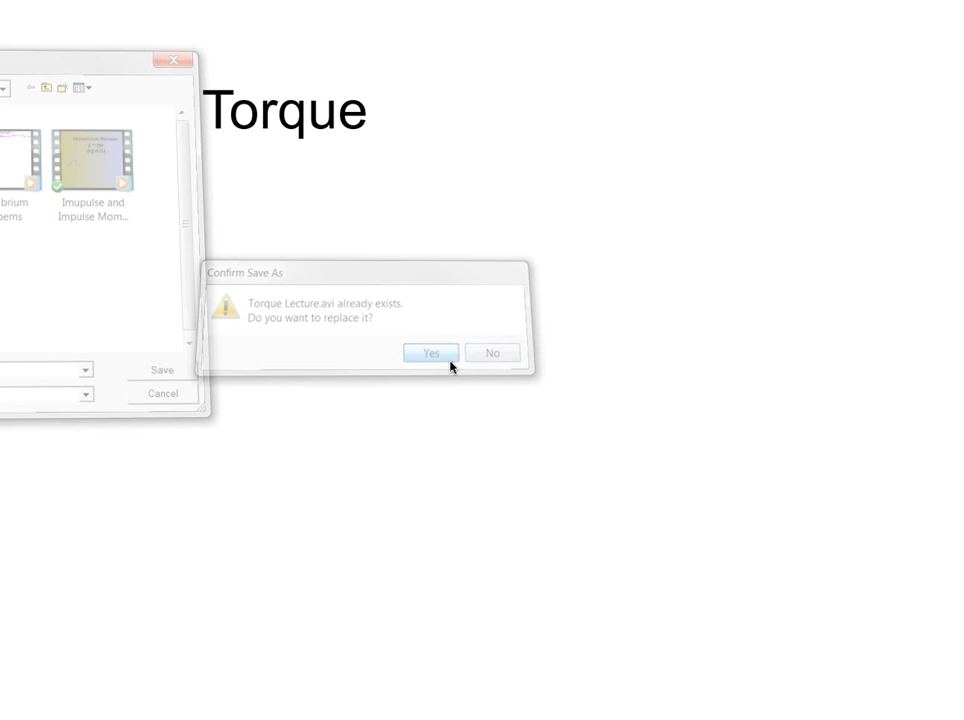 Torque
brium
Imupulse and
Impulse Mom...
Confirm Save As
Torque Lecture.avi already exists.
Do you want to replace it?
Yes
No
Save
Cancel